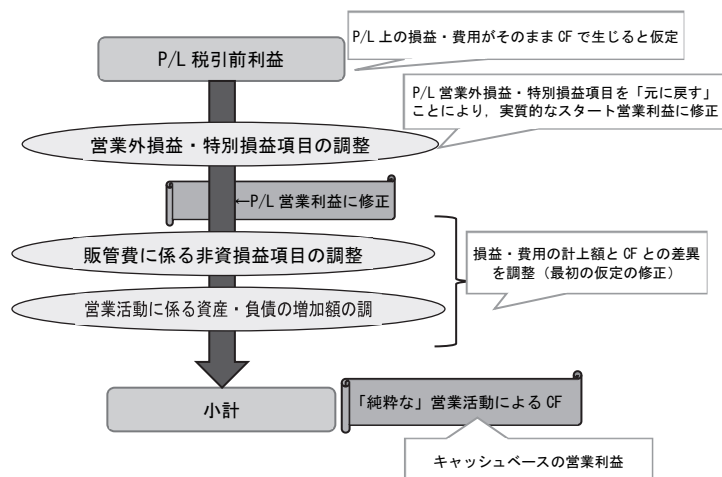 P/L 上の損益・費用がそのまま CF で生じると仮定
P/L 税引前利益
P/L 営業外損益・特別損益項目を「元に戻す」
ことにより，実質的なスタート営業利益に修正
営業外損益・特別損益項目の調整
←P/L 営業利益に修正
販管費に係る非資損益項目の調整
損益・費用の計上額と CF との差異
を調整（最初の仮定の修正）
営業活動に係る資産・負債の増加額の調
小計
「純粋な」営業活動による CF
キャッシュベースの営業利益